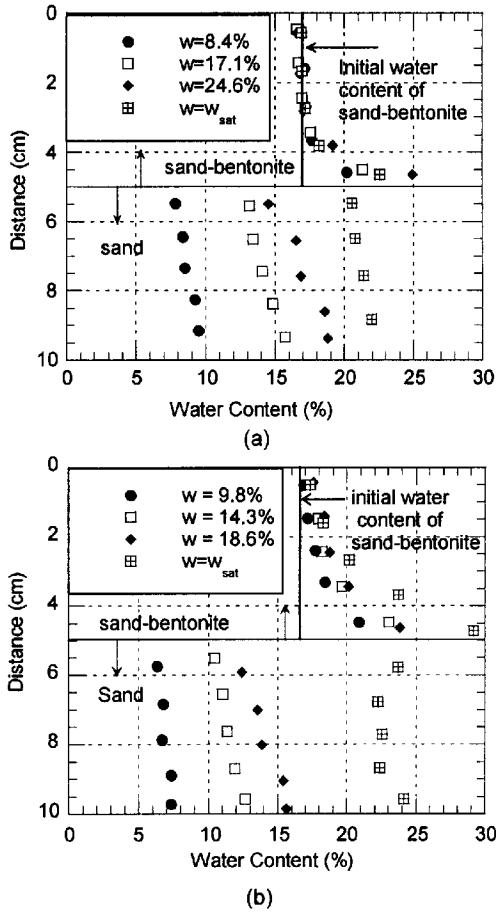 0
2
4
6
8
10
Distance (cm)
w=8.4%
w=17.1%
w=24.6%
w=w sat
Initial water
content of
sand-bentonite
sand-bentonite
sand
0 5 10 15 20 25 30
Water Content (%)
(a)
0
2
4
6
8
10
Distance (cm)
w = 9.8%
w = 14.3%
w = 18.6%
w=w sat
initial water
content of
sand-bentonite
sand-bentonite
Sand
0 5 10 15 20 25 30
Water Content (%)
(b)